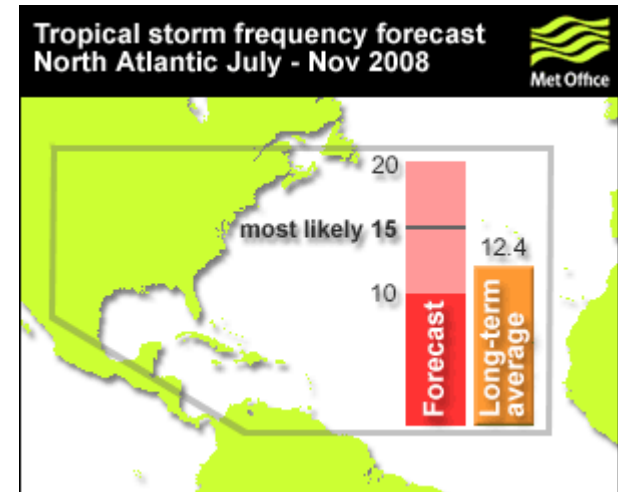 Tropical storm frequency forecast
North Atlantic July - Nov 2008
Met Office
20
most likely 15
12.4
10
Forecast
Long-term
average